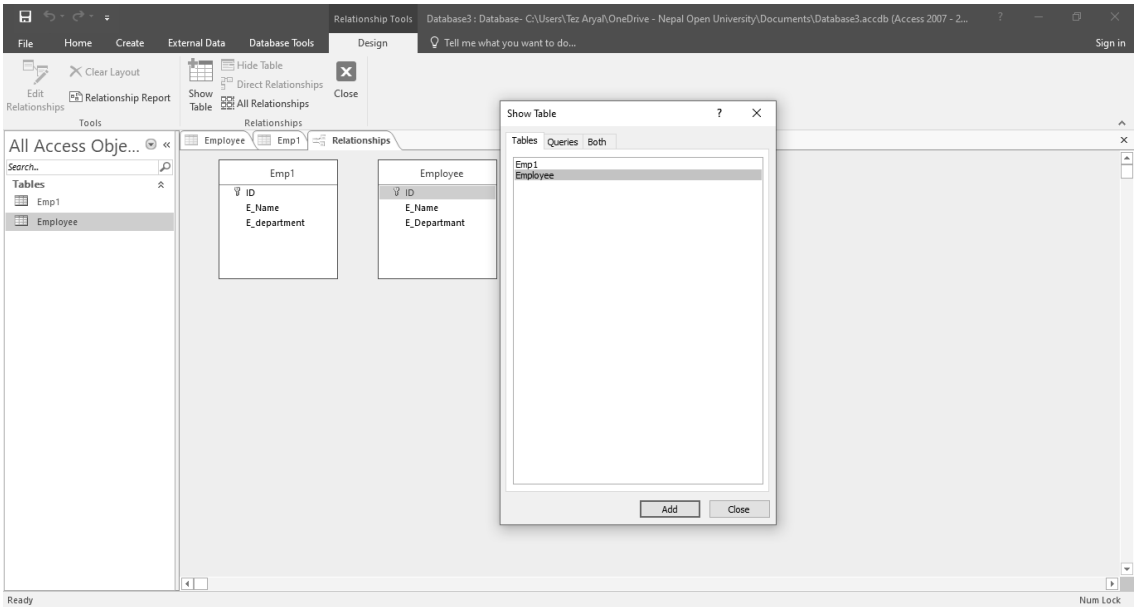 Relationship Tools
Database3 : Database- C:\Users\Tez Aryal\OneDrive - Nepal Open University\Documents\Database3.accdb (Access 2007 - 2...
?
File Home Create External Data Database Tools Design Tell me what you want to do... Sign in
Edit Relationships
Clear Layout
Relationship Report
Tools
Show Table
Hide Table
Direct Relationships
All Relationships
Relationships
Close
All Access Obje... «
Search..
Tables
Emp1
Employee
Employee Emp1 Relationships
Emp1
ID
E_Name
E_department
Employee
ID
E_Name
E_Departmant
Show Table ?
Tables Queries Both
Emp1
Employee
Add Close
Ready
Num Lock